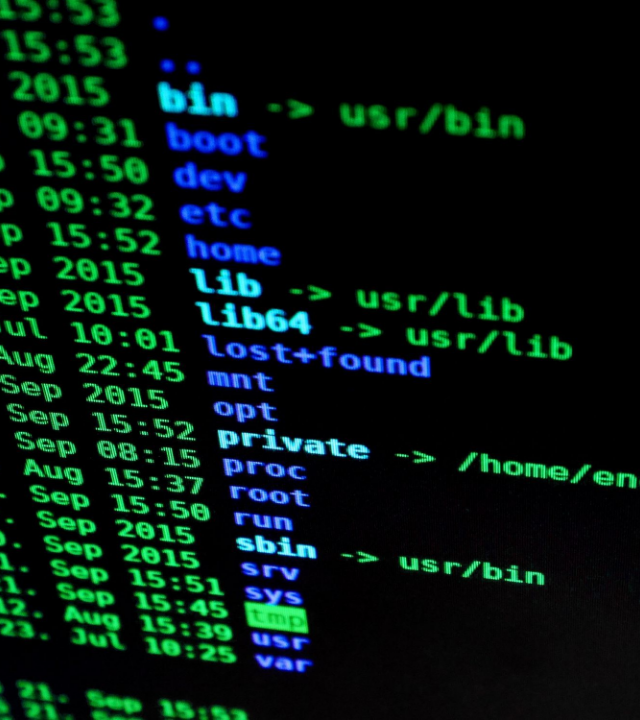 15:53 .
15:53 ..
2015 bin -> usr/bin
09:31 boot
15:50 dev
09:32 etc
p 15:52 home
ep 2015 lib -> usr/lib
ep 2015 lib64 -> usr/lib
ul 10:01 lost+found
Aug 22:45 mnt
Sep 2015 opt
Sep 15:52 private -> /home/en
Sep 08:15 proc
Aug 15:37 root
. Sep 15:50 run
. Sep 2015 sbin -> usr/bin
. Sep 2015 srv
1. Sep 15:51 sys
1. Sep 15:45 tmp
12. Aug 15:39 usr
23. Jul 10:25 var
21. Sep 15:53
21. Sep